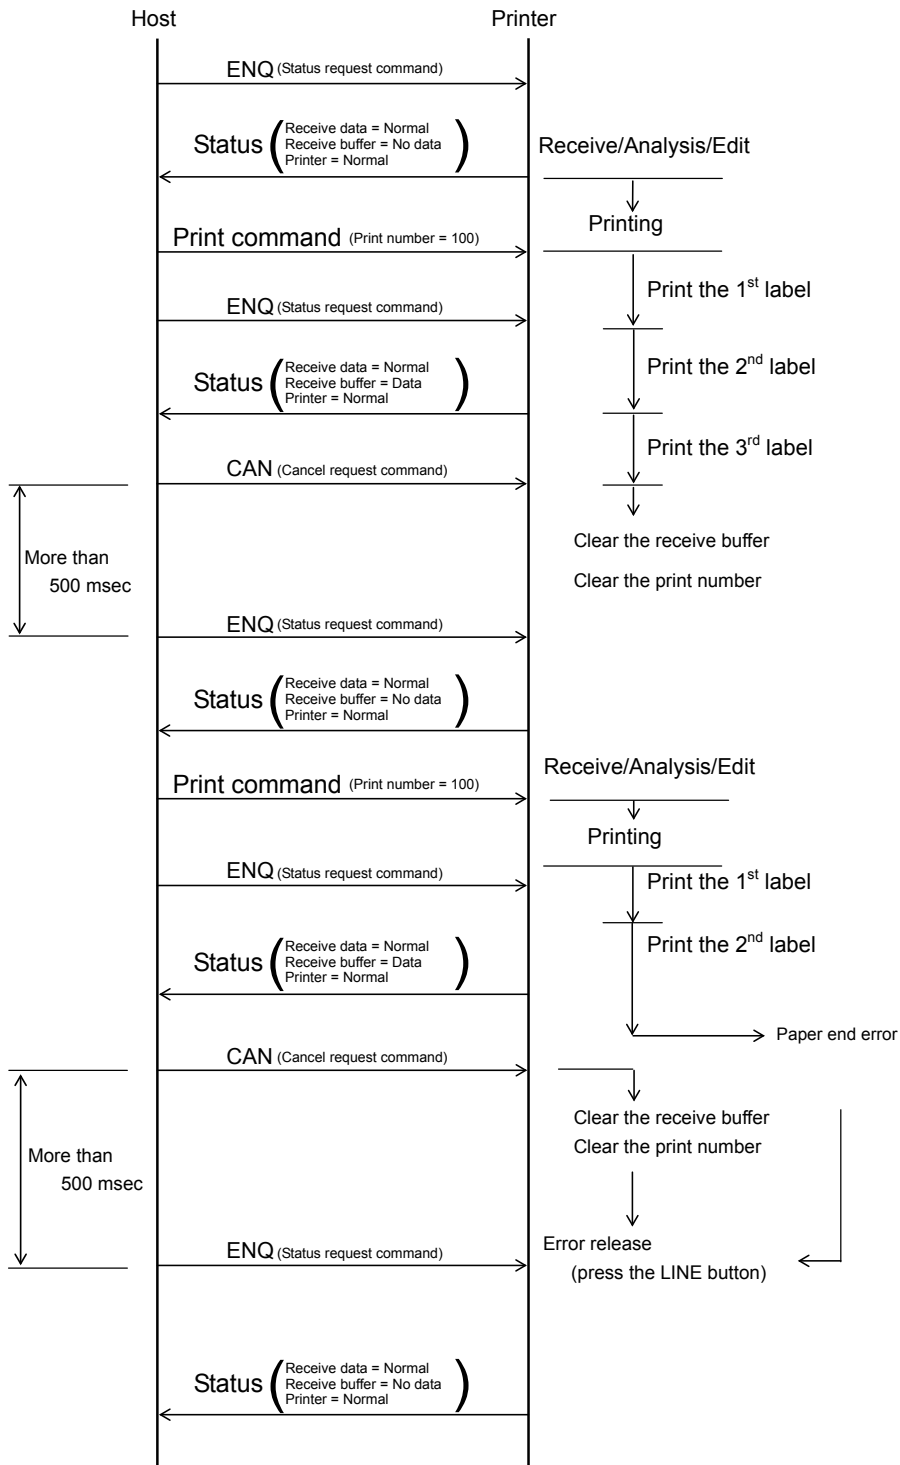 Host
Printer
ENQ (Status request command)
Status ( Receive data = Normal
Receive buffer = No data
Printer = Normal )
Receive/Analysis/Edit
Printing
Print command (Print number = 100)
Print the 1st label
ENQ (Status request command)
Print the 2nd label
Status ( Receive data = Normal
Receive buffer = Data
Printer = Normal )
Print the 3rd label
CAN (Cancel request command)
Clear the receive buffer
Clear the print number
More than
500 msec
ENQ (Status request command)
Status ( Receive data = Normal
Receive buffer = No data
Printer = Normal )
Receive/Analysis/Edit
Print command (Print number = 100)
Printing
ENQ (Status request command)
Print the 1st label
Print the 2nd label
Status ( Receive data = Normal
Receive buffer = Data
Printer = Normal )
Paper end error
CAN (Cancel request command)
Clear the receive buffer
Clear the print number
More than
500 msec
ENQ (Status request command)
Error release
(press the LINE button)
Status ( Receive data = Normal
Receive buffer = No data
Printer = Normal )